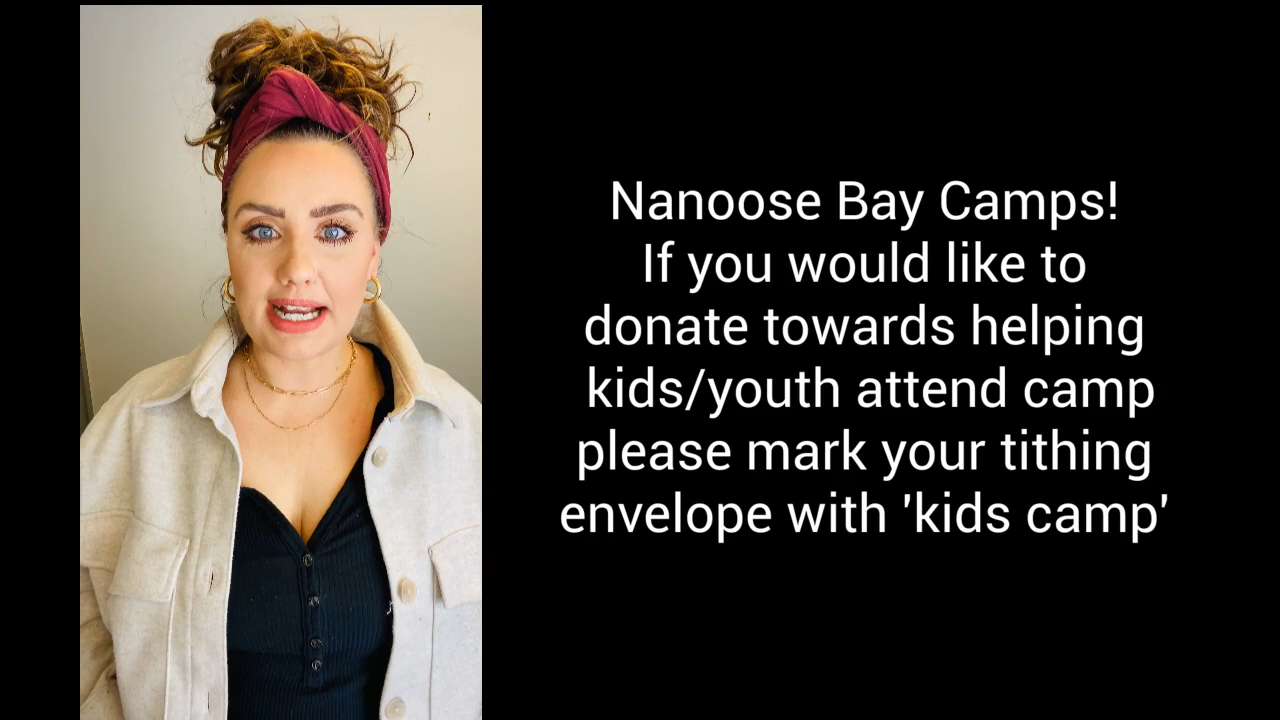 Nanoose Bay Camps!
If you would like to
donate towards helping
kids/youth attend camp
please mark your tithing
envelope with 'kids camp'